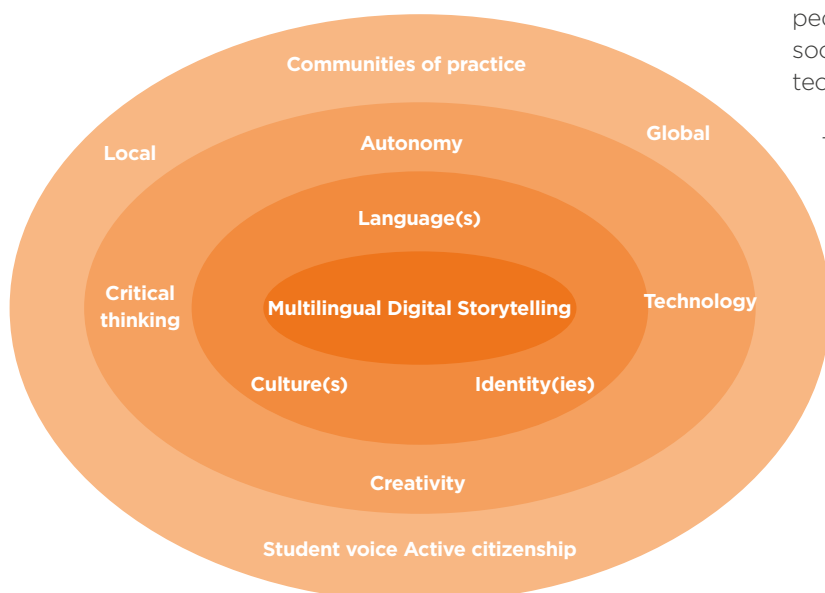 Communities of practice
Local
Global
Autonomy
Language(s)
Critical
thinking
Multilingual Digital Storytelling
Technology
Culture(s)
Identity(ies)
Creativity
Student voice Active citizenship